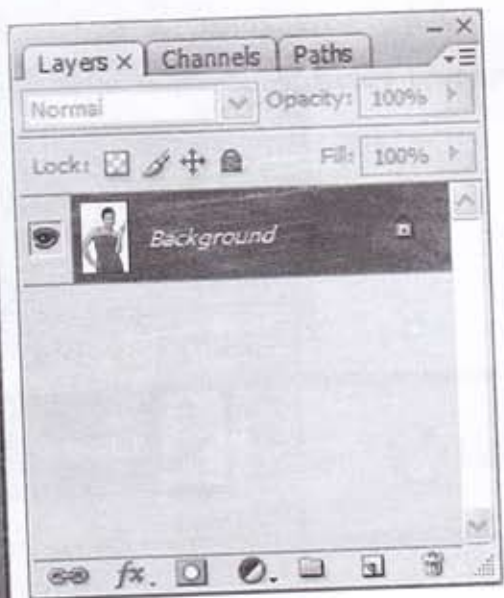 Layers × Channels Paths
Normal Opacity: 100%
Lock: Fill: 100%
Background
fx.